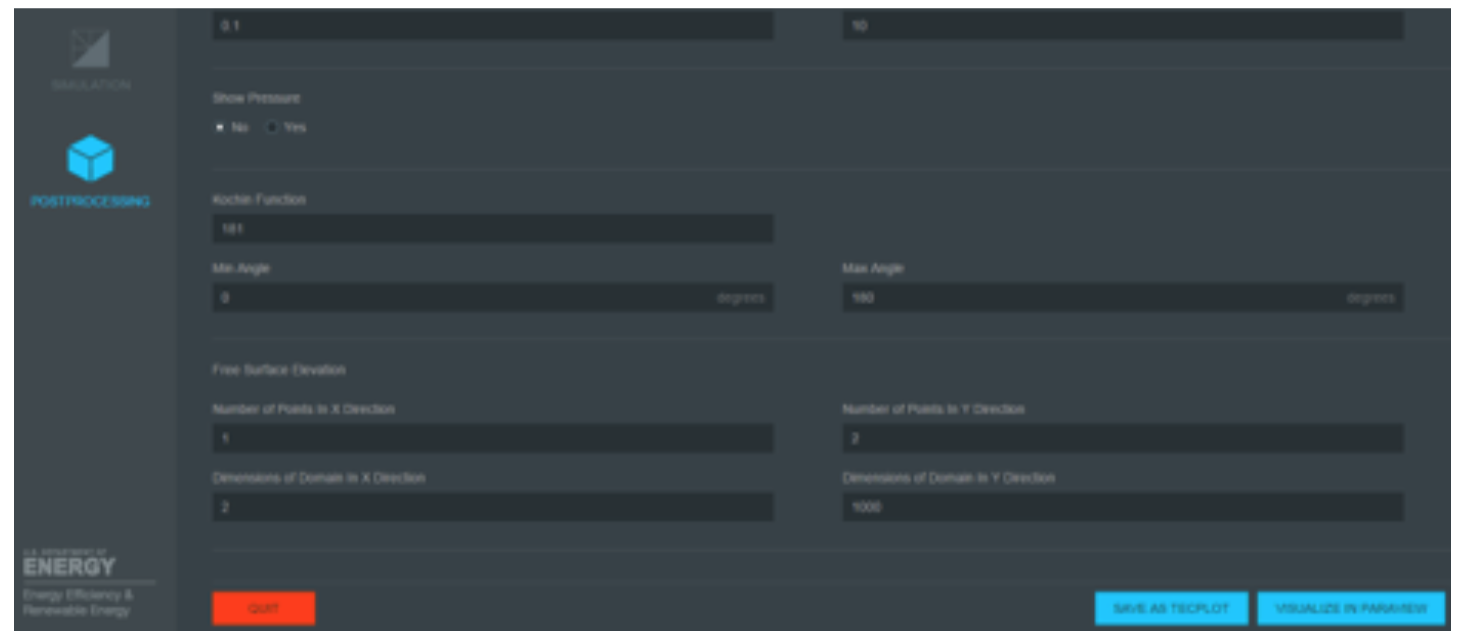 0.1
10
SIMULATION
Show Pressure
No
Yes
POSTPROCESSING
Kochin Function
181
Min Angle
Max Angle
0 degrees
180 degrees
Free Surface Elevation
Number of Points In X Direction
Number of Points In Y Direction
1
2
Dimensions of Domain In X Direction
Dimensions of Domain In Y Direction
2
1000
U.S. DEPARTMENT OF
ENERGY
Energy Efficiency &
Renewable Energy
QUIT
SAVE AS TECPLOT
VISUALIZE IN PARAVIEW